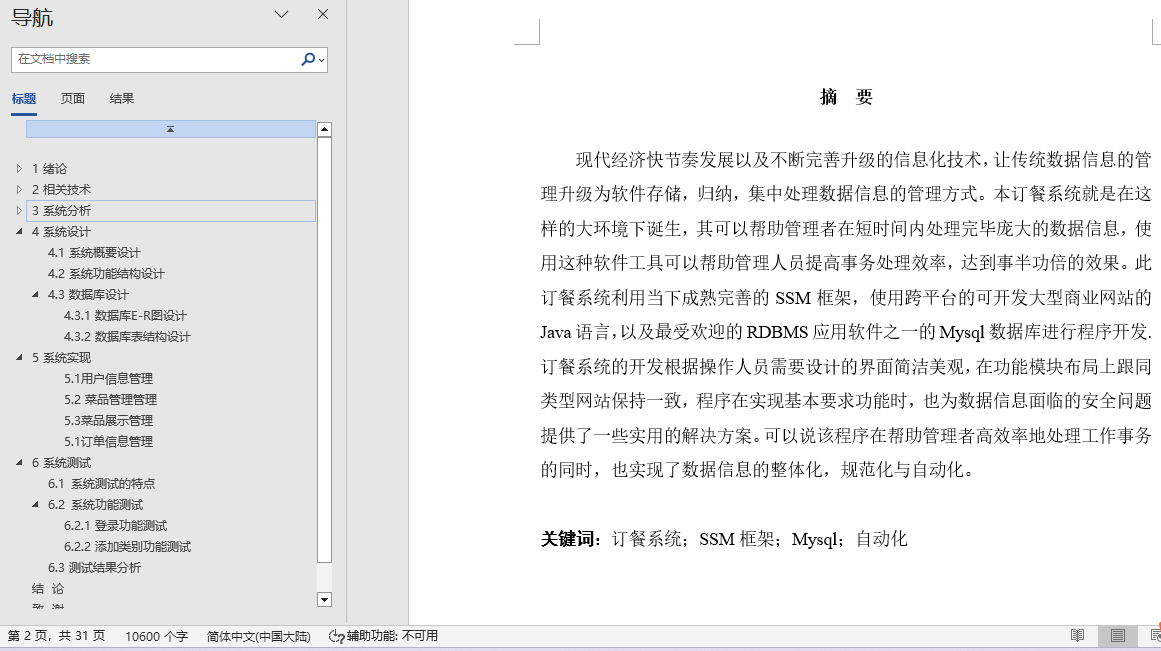 导航
在文档中搜索
标题 页面 结果
1 绪论
2 相关技术
3 系统分析
4 系统设计
4.1 系统概要设计
4.2 系统功能结构设计
4.3 数据库设计
4.3.1 数据库E-R图设计
4.3.2 数据库表结构设计
5 系统实现
5.1用户信息管理
5.2 菜品管理管理
5.3菜品展示管理
5.1订单信息管理
6 系统测试
6.1 系统测试的特点
6.2 系统功能测试
6.2.1 登录功能测试
6.2.2 添加类别功能测试
6.3 测试结果分析
结 论
致 谢
摘 要
现代经济快节奏发展以及不断完善升级的信息化技术，让传统数据信息的管
理升级为软件存储，归纳，集中处理数据信息的管理方式。本订餐系统就是在这
样的大环境下诞生，其可以帮助管理者在短时间内处理完毕庞大的数据信息，使
用这种软件工具可以帮助管理人员提高事务处理效率，达到事半功倍的效果。此
订餐系统利用当下成熟完善的 SSM 框架，使用跨平台的可开发大型商业网站的
Java 语言，以及最受欢迎的 RDBMS 应用软件之一的 Mysql 数据库进行程序开发.
订餐系统的开发根据操作人员需要设计的界面简洁美观，在功能模块布局上跟同
类型网站保持一致，程序在实现基本要求功能时，也为数据信息面临的安全问题
提供了一些实用的解决方案。可以说该程序在帮助管理者高效率地处理工作事务
的同时，也实现了数据信息的整体化，规范化与自动化。
关键词：订餐系统；SSM 框架；Mysql；自动化
第 2 页，共 31 页 10600 个字 简体中文(中国大陆) 辅助功能: 不可用